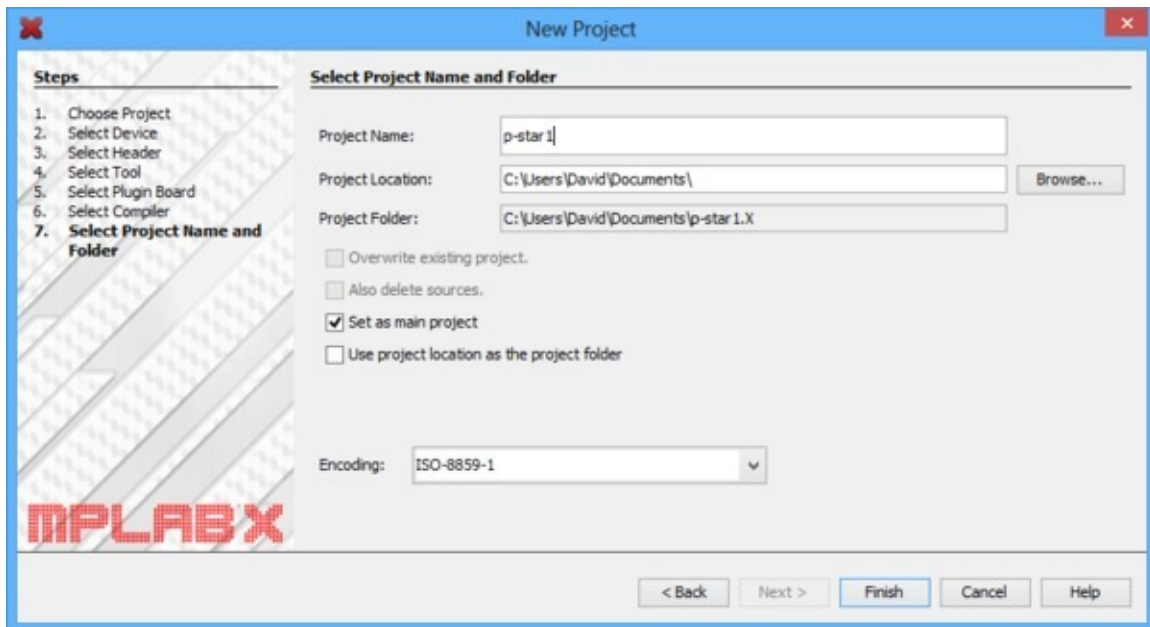 New Project
Steps
1. Choose Project
2. Select Device
3. Select Header
4. Select Tool
5. Select Plugin Board
6. Select Compiler
7. Select Project Name and
Folder
MPLAB X
Select Project Name and Folder
Project Name: p-star1
Project Location: C:\Users\David\Documents\ Browse...
Project Folder: C:\Users\David\Documents\p-star1.X
Overwrite existing project.
Also delete sources.
Set as main project
Use project location as the project folder
Encoding: ISO-8859-1
< Back Next > Finish Cancel Help